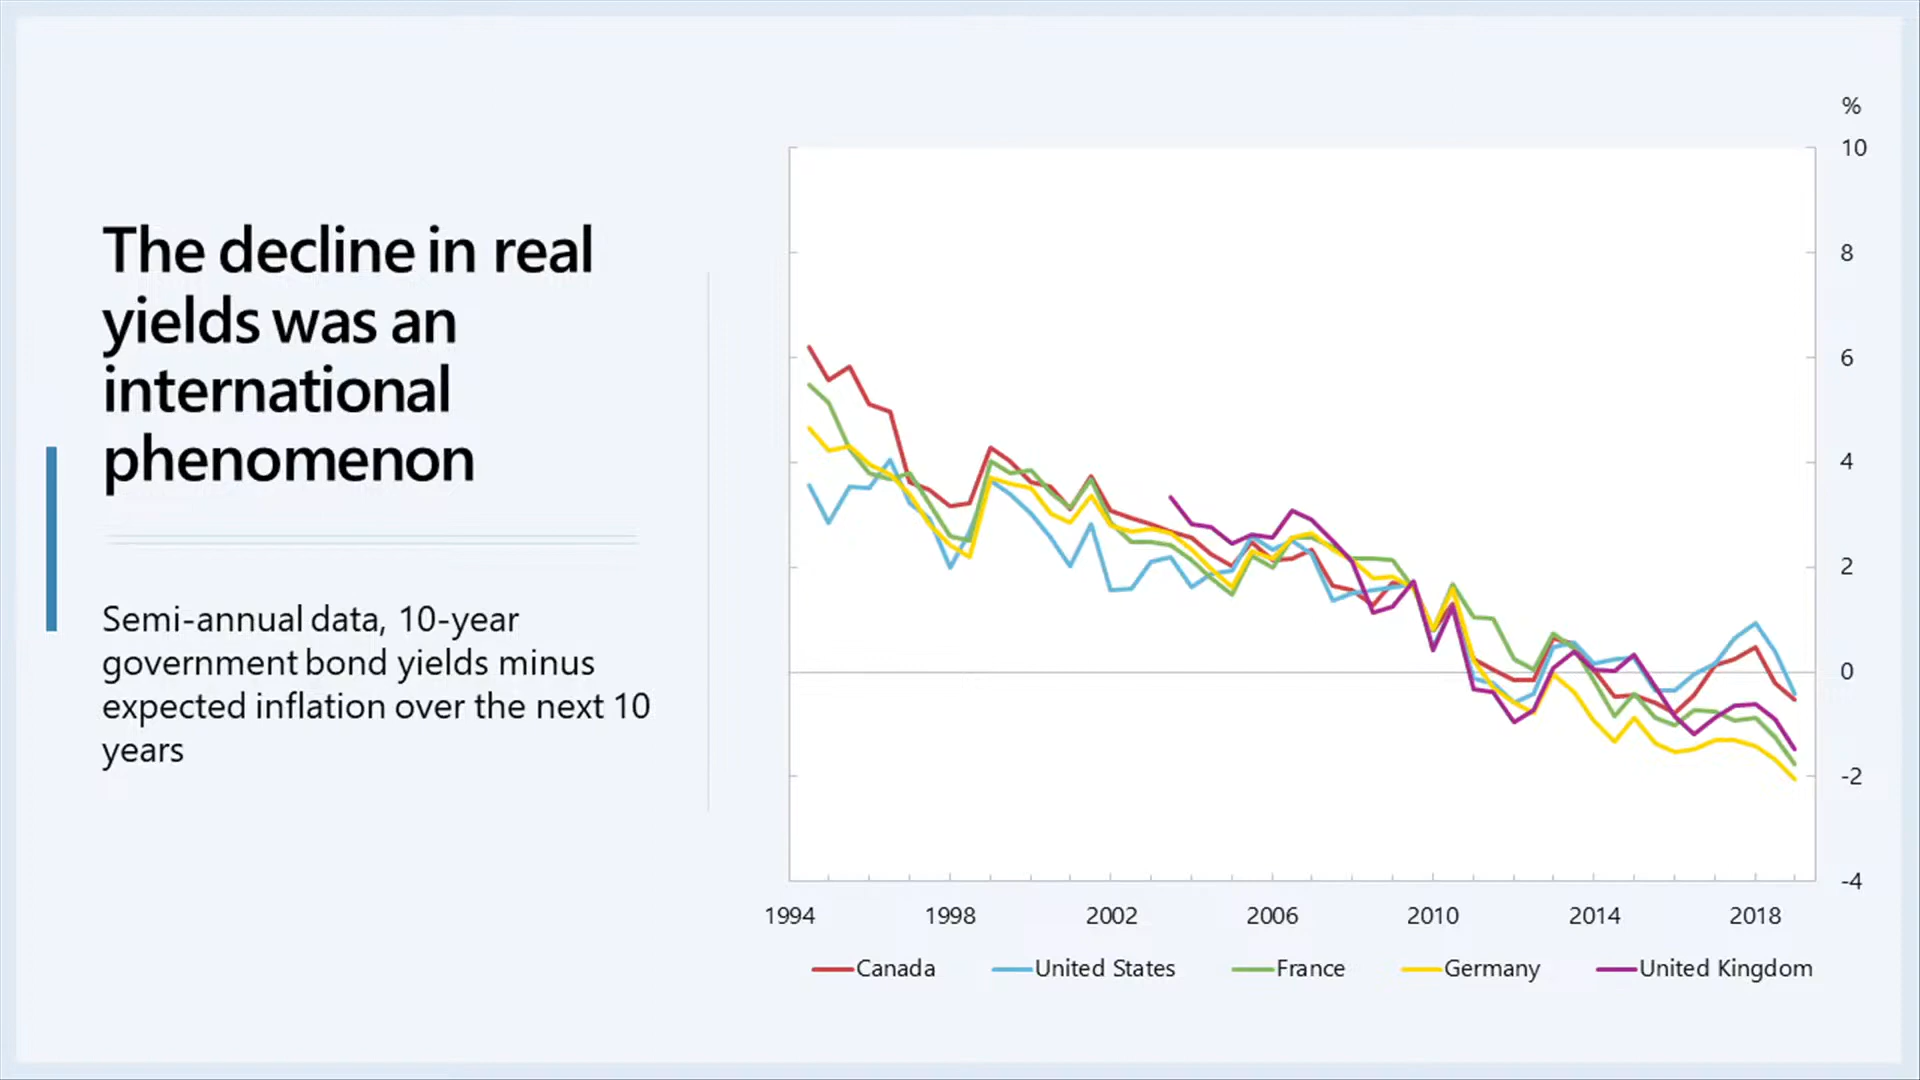 The decline in real
yields was an
international
phenomenon
Semi-annual data, 10-year
government bond yields minus
expected inflation over the next 10
years
%
10
8
6
4
2
0
-2
-4
1994 1998 2002 2006 2010 2014 2018
Canada United States France Germany United Kingdom